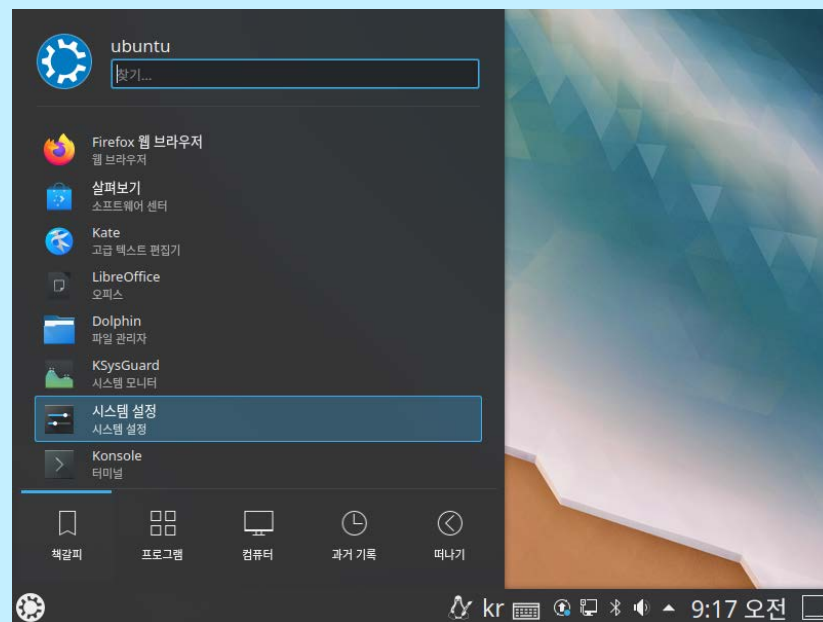 ubuntu
찾기...
Firefox 웹 브라우저
웹 브라우저
살펴보기
소프트웨어 센터
Kate
고급 텍스트 편집기
LibreOffice
오피스
Dolphin
파일 관리자
KSysGuard
시스템 모니터
시스템 설정
시스템 설정
Konsole
터미널
책갈피 프로그램 컴퓨터 과거 기록 떠나기
kr 9:17 오전